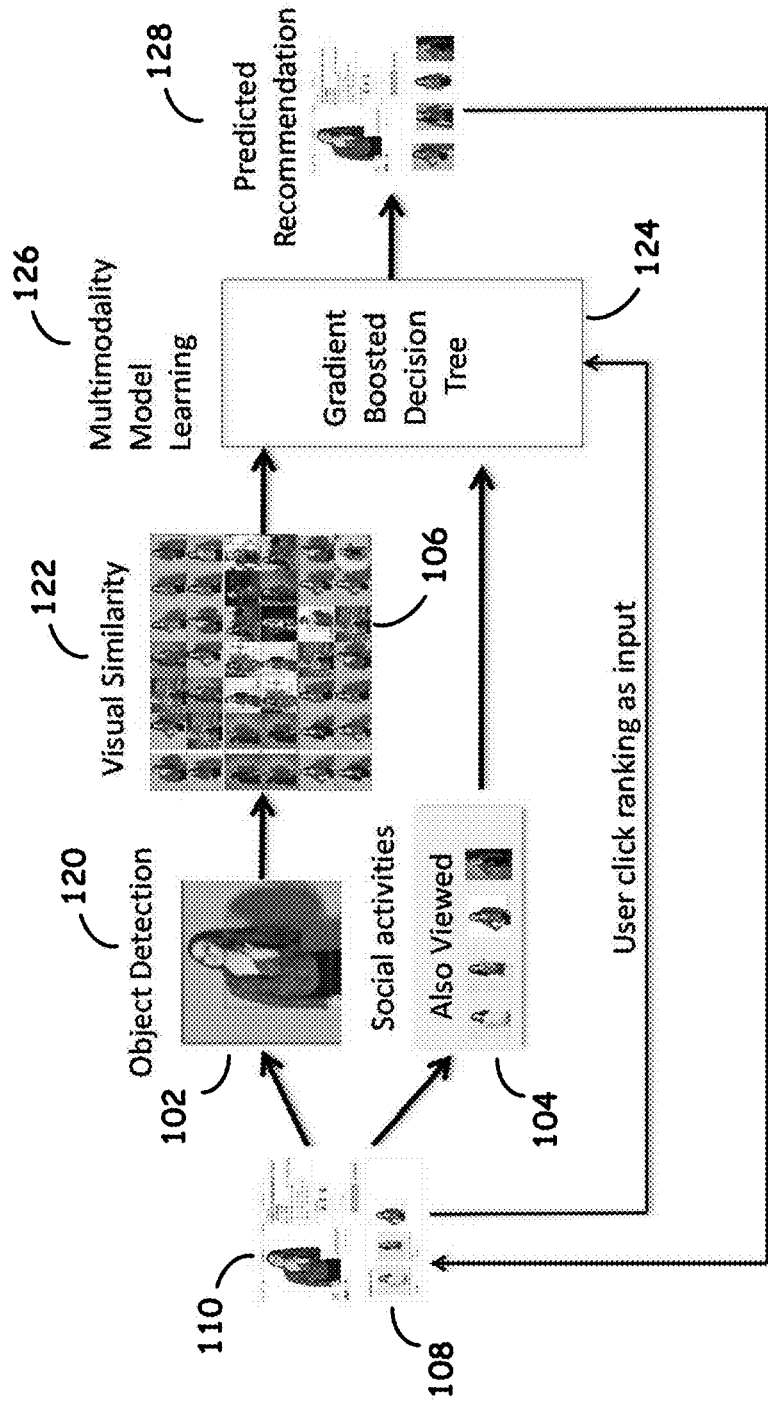 110
108
120
Object Detection
102
Social activities
Also Viewed
104
122
Visual Similarity
106
126
Multimodality
Model
Learning
Gradient
Boosted
Decision
Tree
124
128
Predicted
Recommendation
User click ranking as input